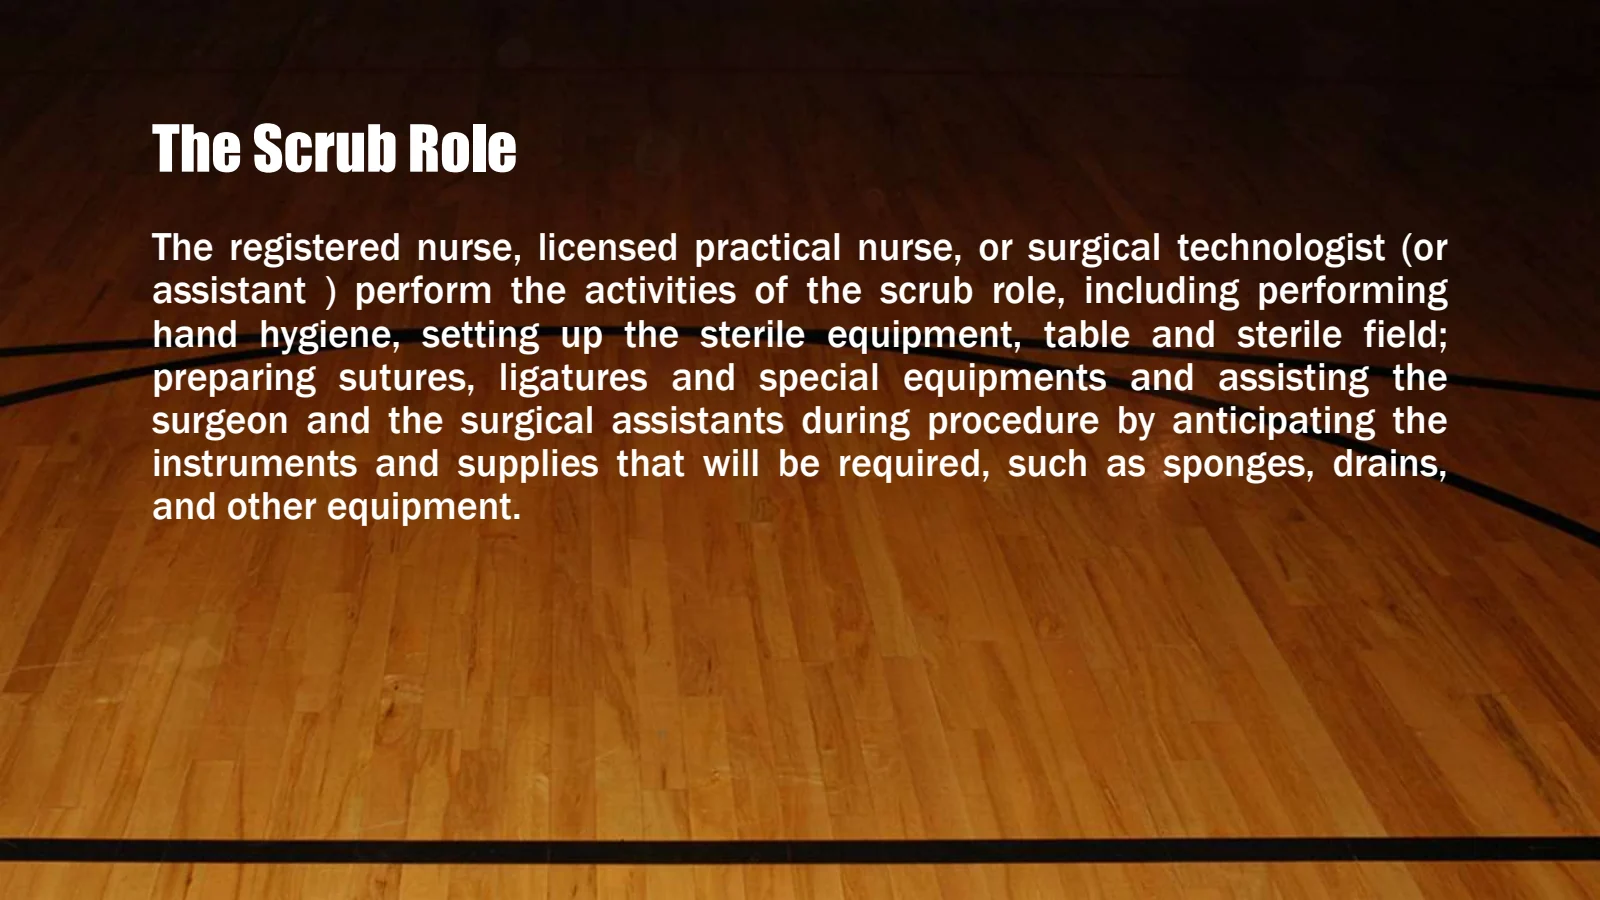 The Scrub Role
The registered nurse, licensed practical nurse, or surgical technologist (or
assistant ) perform the activities of the scrub role, including performing
hand hygiene, setting up the sterile equipment, table and sterile field;
preparing sutures, ligatures and special equipments and assisting the
surgeon and the surgical assistants during procedure by anticipating the
instruments and supplies that will be required, such as sponges, drains,
and other equipment.